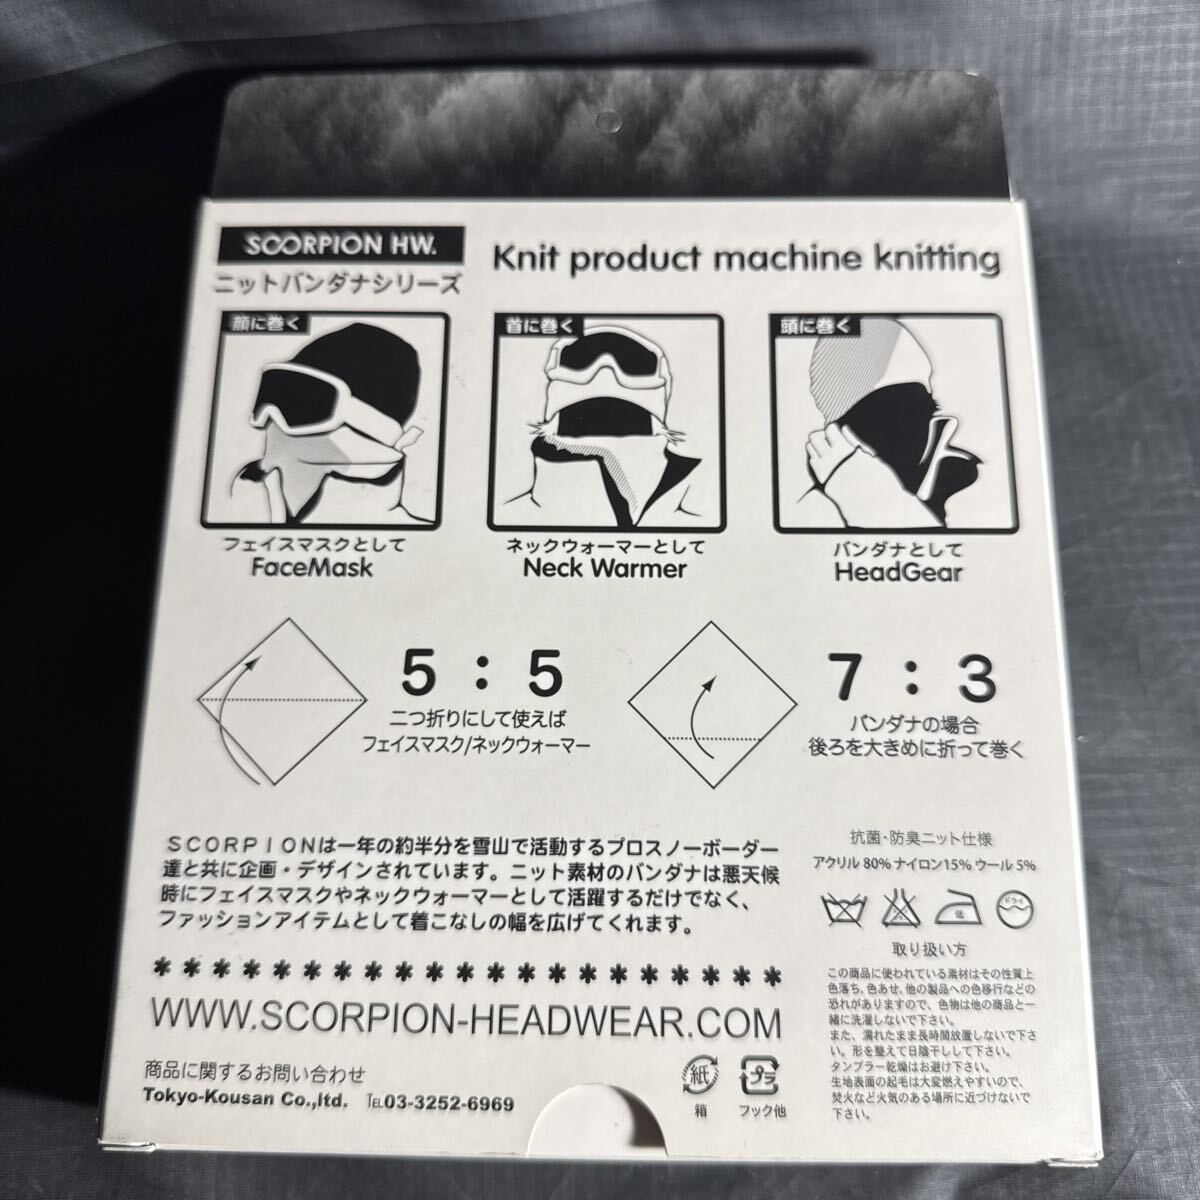 SCORPION HW.
ニットバンダナシリーズ
Knit product machine knitting
顔に巻く
首に巻く
頭に巻く
フェイスマスクとして
FaceMask
ネックウォーマーとして
Neck Warmer
バンダナとして
HeadGear
5 : 5
二つ折りにして使えば
フェイスマスク/ネックウォーマー
7 : 3
バンダナの場合
後ろを大きめに折って巻く
SCORPIONは一年の約半分を雪山で活動するプロスノーボーダー
達と共に企画・デザインされています。ニット素材のバンダナは悪天候
時にフェイスマスクやネックウォーマーとして活躍するだけでなく、
ファッションアイテムとして着こなしの幅を広げてくれます。
* * * * * * * * * * * * * * * * * * * * *
WWW.SCORPION-HEADWEAR.COM
商品に関するお問い合わせ
Tokyo-Kousan Co.,ltd. TEL03-3252-6969
紙
箱
プラ
フック他
抗菌・防臭ニット仕様
アクリル 80% ナイロン15% ウール 5%
低
ドライ
取り扱い方
この商品に使われている素材はその性質上
色落ち、色あせ、他の製品への色移行などの
恐れがありますので、色物は他の商品と一
緒に洗濯しないで下さい。
また、濡れたまま長時間放置しないで下さ
い。形を整えて日陰干しして下さい。
タンブラー乾燥はお避け下さい。
生地表面の起毛は大変燃えやすいので、
焚火など火気のある場所に近づけないで
下さい。